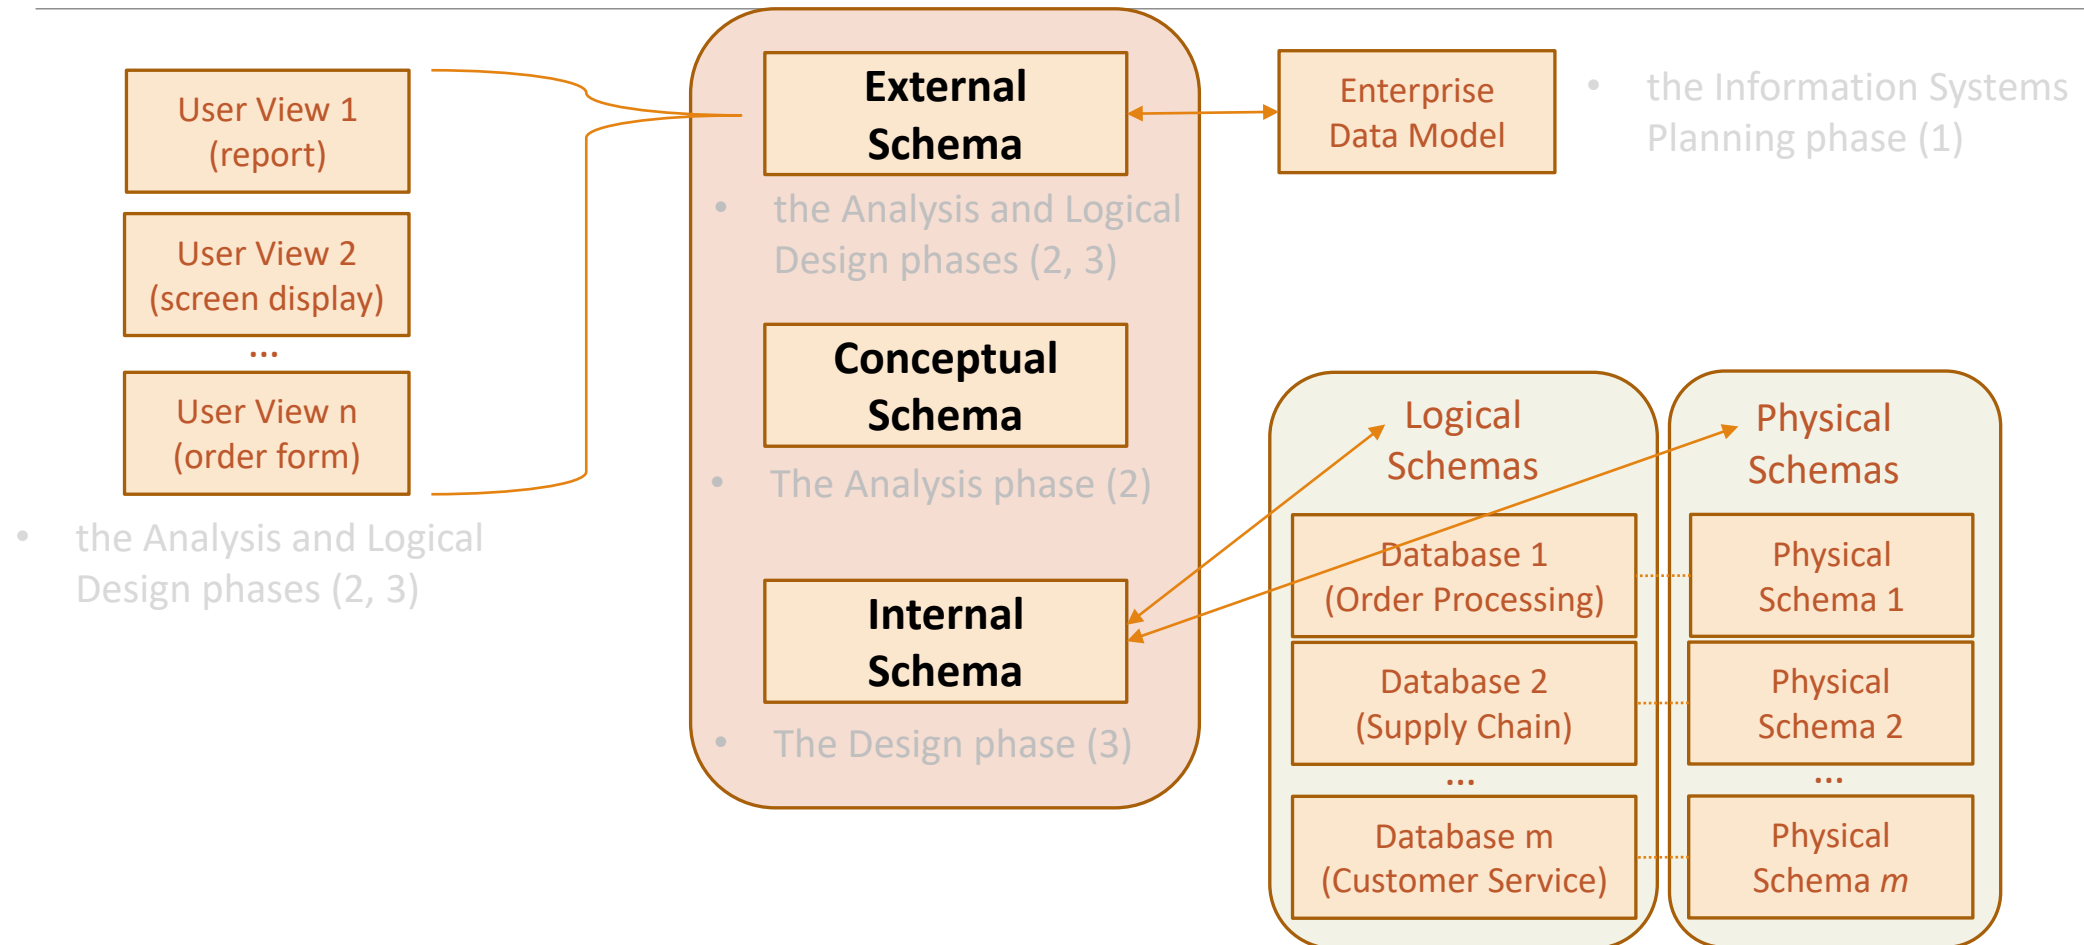 User View 1
(report)
User View 2
(screen display)
...
User View n
(order form)
• the Analysis and Logical
Design phases (2, 3)
External
Schema
• the Analysis and Logical
Design phases (2, 3)
Conceptual
Schema
• The Analysis phase (2)
Internal
Schema
• The Design phase (3)
Enterprise
Data Model
• the Information Systems
Planning phase (1)
Logical
Schemas
Database 1
(Order Processing)
Database 2
(Supply Chain)
...
Database m
(Customer Service)
Physical
Schemas
Physical
Schema 1
Physical
Schema 2
...
Physical
Schema m